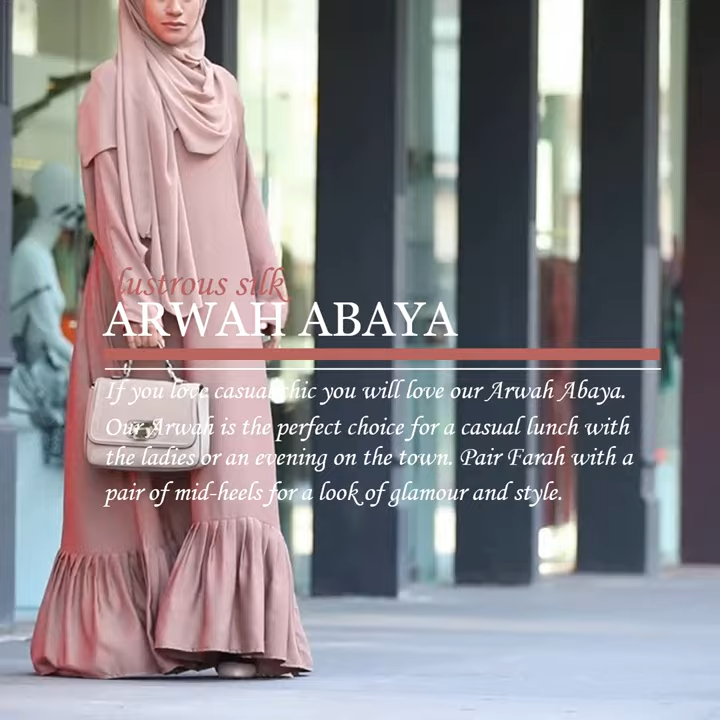 lustrous silk
ARWAH ABAYA
If you love casual chic you will love our Arwah Abaya.
Our Arwah is the perfect choice for a casual lunch with
the ladies or an evening on the town. Pair Farah with a
pair of mid-heels for a look of glamour and style.